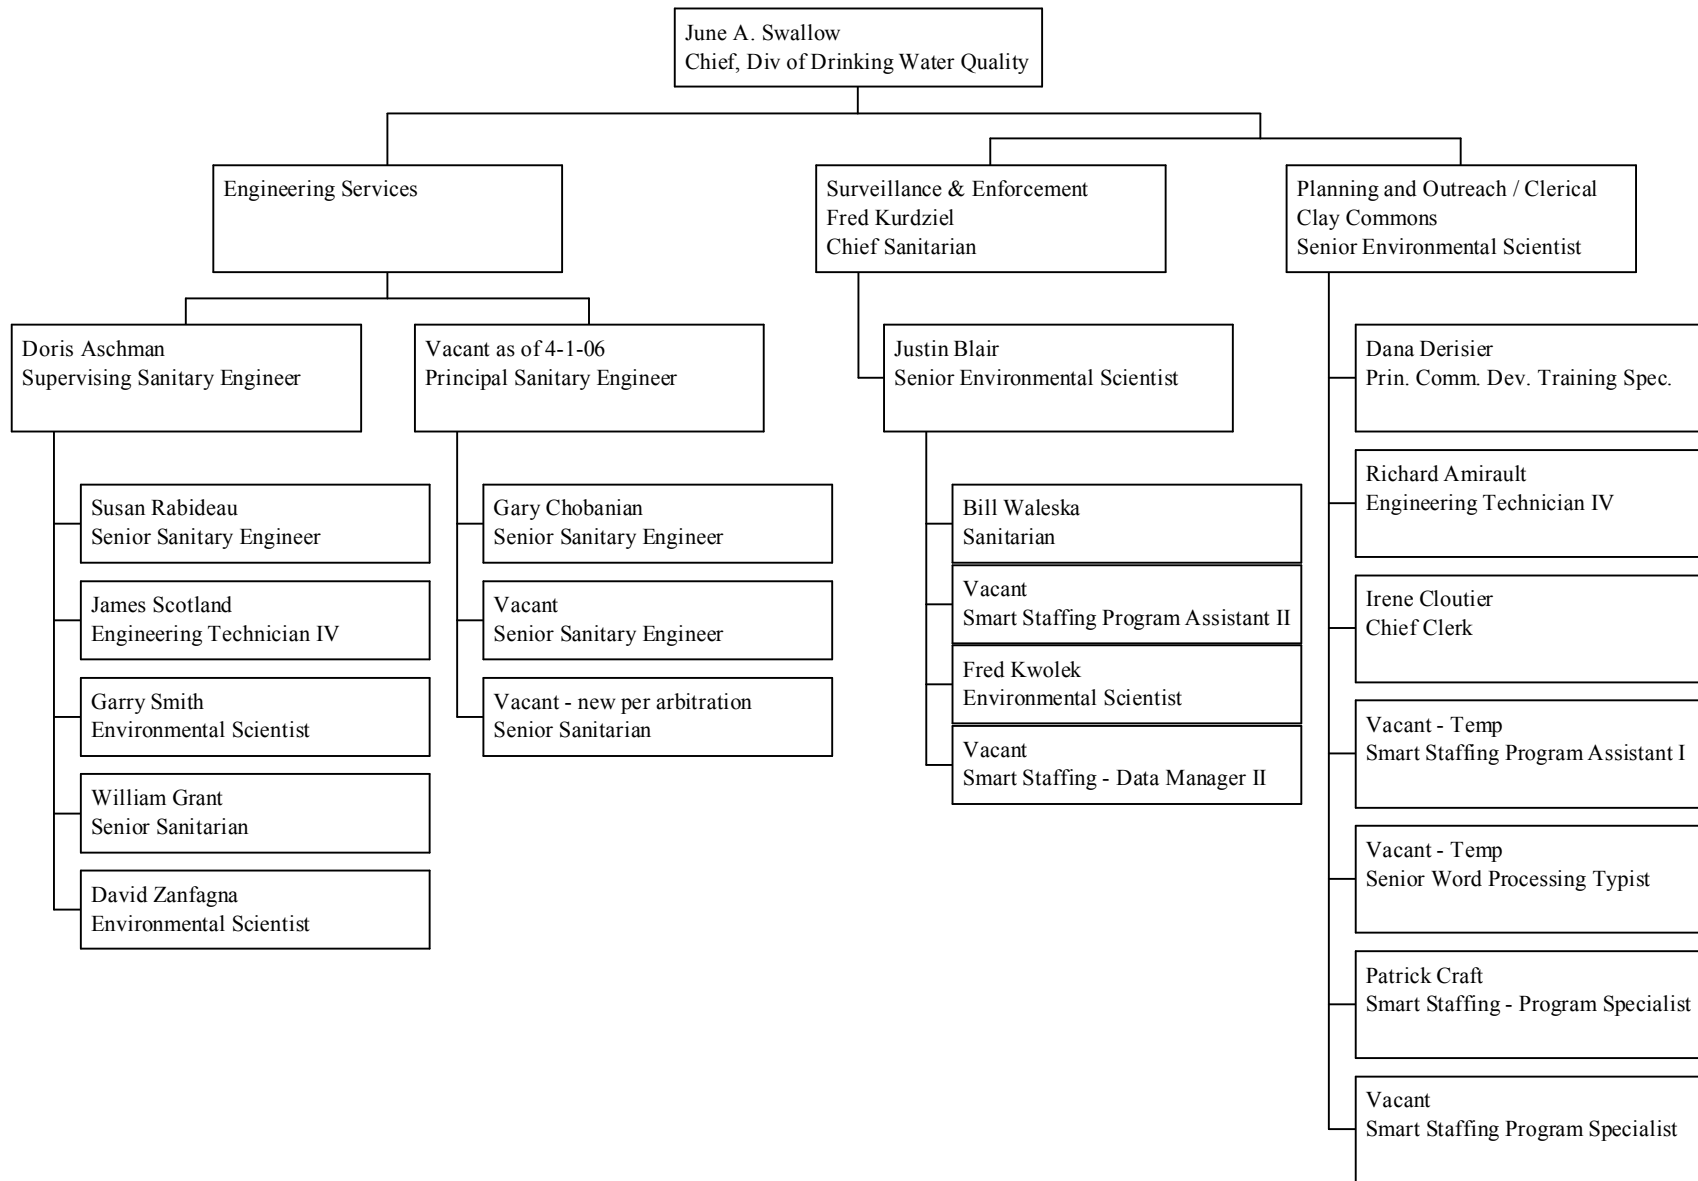 June A. Swallow
Chief, Div of Drinking Water Quality
Engineering Services
Surveillance & Enforcement
Fred Kurdziel
Chief Sanitarian
Planning and Outreach / Clerical
Clay Commons
Senior Environmental Scientist
Doris Aschman
Supervising Sanitary Engineer
Vacant as of 4-1-06
Principal Sanitary Engineer
Justin Blair
Senior Environmental Scientist
Dana Derisier
Prin. Comm. Dev. Training Spec.
Susan Rabideau
Senior Sanitary Engineer
James Scotland
Engineering Technician IV
Garry Smith
Environmental Scientist
William Grant
Senior Sanitarian
David Zanfagna
Environmental Scientist
Gary Chobanian
Senior Sanitary Engineer
Vacant
Senior Sanitary Engineer
Vacant - new per arbitration
Senior Sanitarian
Bill Waleska
Sanitarian
Vacant
Smart Staffing Program Assistant II
Fred Kwolek
Environmental Scientist
Vacant
Smart Staffing - Data Manager II
Richard Amirault
Engineering Technician IV
Irene Cloutier
Chief Clerk
Vacant - Temp
Smart Staffing Program Assistant I
Vacant - Temp
Senior Word Processing Typist
Patrick Craft
Smart Staffing - Program Specialist
Vacant
Smart Staffing Program Specialist